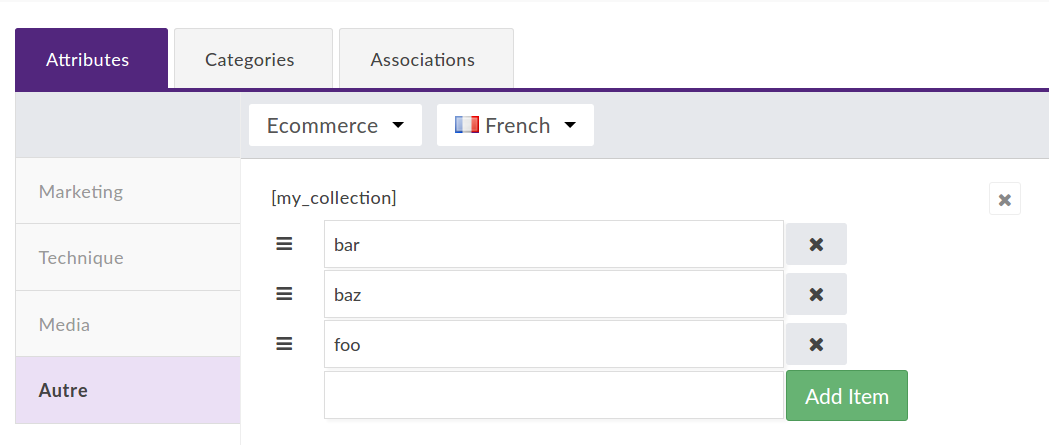 Attributes
Categories
Associations
Ecommerce
French
Marketing
Technique
Media
Autre
[my_collection]
bar
baz
foo
Add Item